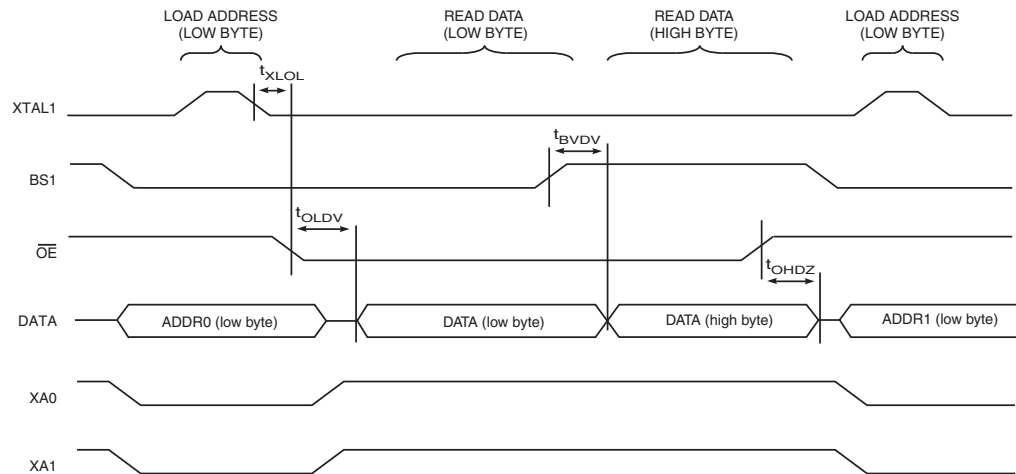 LOAD ADDRESS
(LOW BYTE)
READ DATA
(LOW BYTE)
READ DATA
(HIGH BYTE)
LOAD ADDRESS
(LOW BYTE)
tXLOL
XTAL1
tBVDV
BS1
tOLDV
OE
tOHDZ
DATA
ADDR0 (low byte)
DATA (low byte)
DATA (high byte)
ADDR1 (low byte)
XA0
XA1